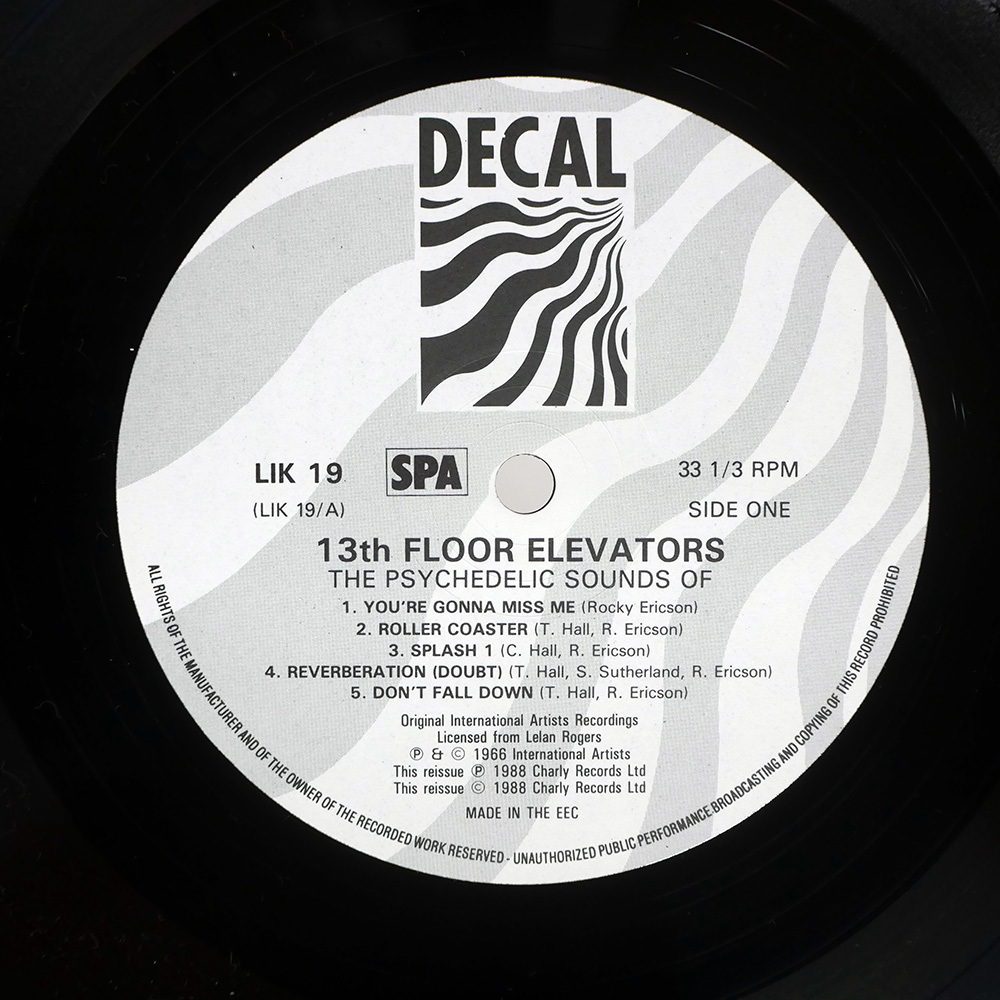 DECAL
LIK 19 SPA 33 1/3 RPM
(LIK 19/A) SIDE ONE
13th FLOOR ELEVATORS
THE PSYCHEDELIC SOUNDS OF
1. YOU'RE GONNA MISS ME (Rocky Ericson)
2. ROLLER COASTER (T. Hall, R. Ericson)
3. SPLASH 1 (C. Hall, R. Ericson)
4. REVERBERATION (DOUBT) (T. Hall, S. Sutherland, R. Ericson)
5. DON'T FALL DOWN (T. Hall, R. Ericson)
Original International Artists Recordings
Licensed from Lelan Rogers
℗ & © 1966 International Artists
This reissue ℗ 1988 Charly Records Ltd
This reissue © 1988 Charly Records Ltd
MADE IN THE EEC
ALL RIGHTS OF THE MANUFACTURER AND OF THE OWNER OF THE RECORDED WORK RESERVED - UNAUTHORIZED PUBLIC PERFORMANCE BROADCASTING AND COPYING OF THIS RECORD PROHIBITED